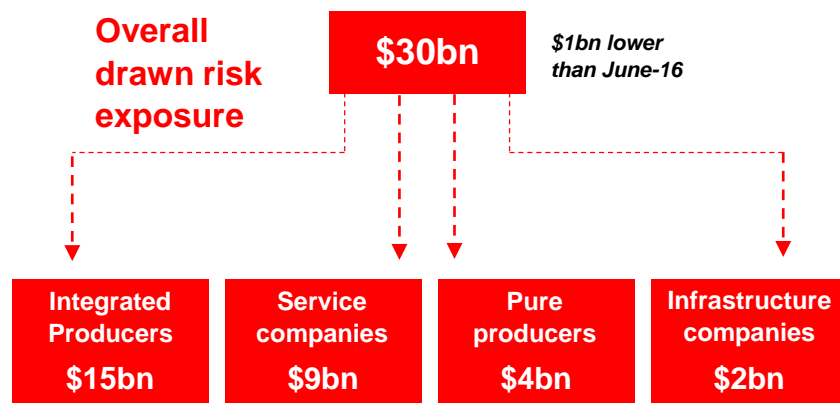 Overall
drawn risk
exposure
$30bn
$1bn lower
than June-16
Integrated
Producers
$15bn
Service
companies
$9bn
Pure
producers
$4bn
Infrastructure
companies
$2bn